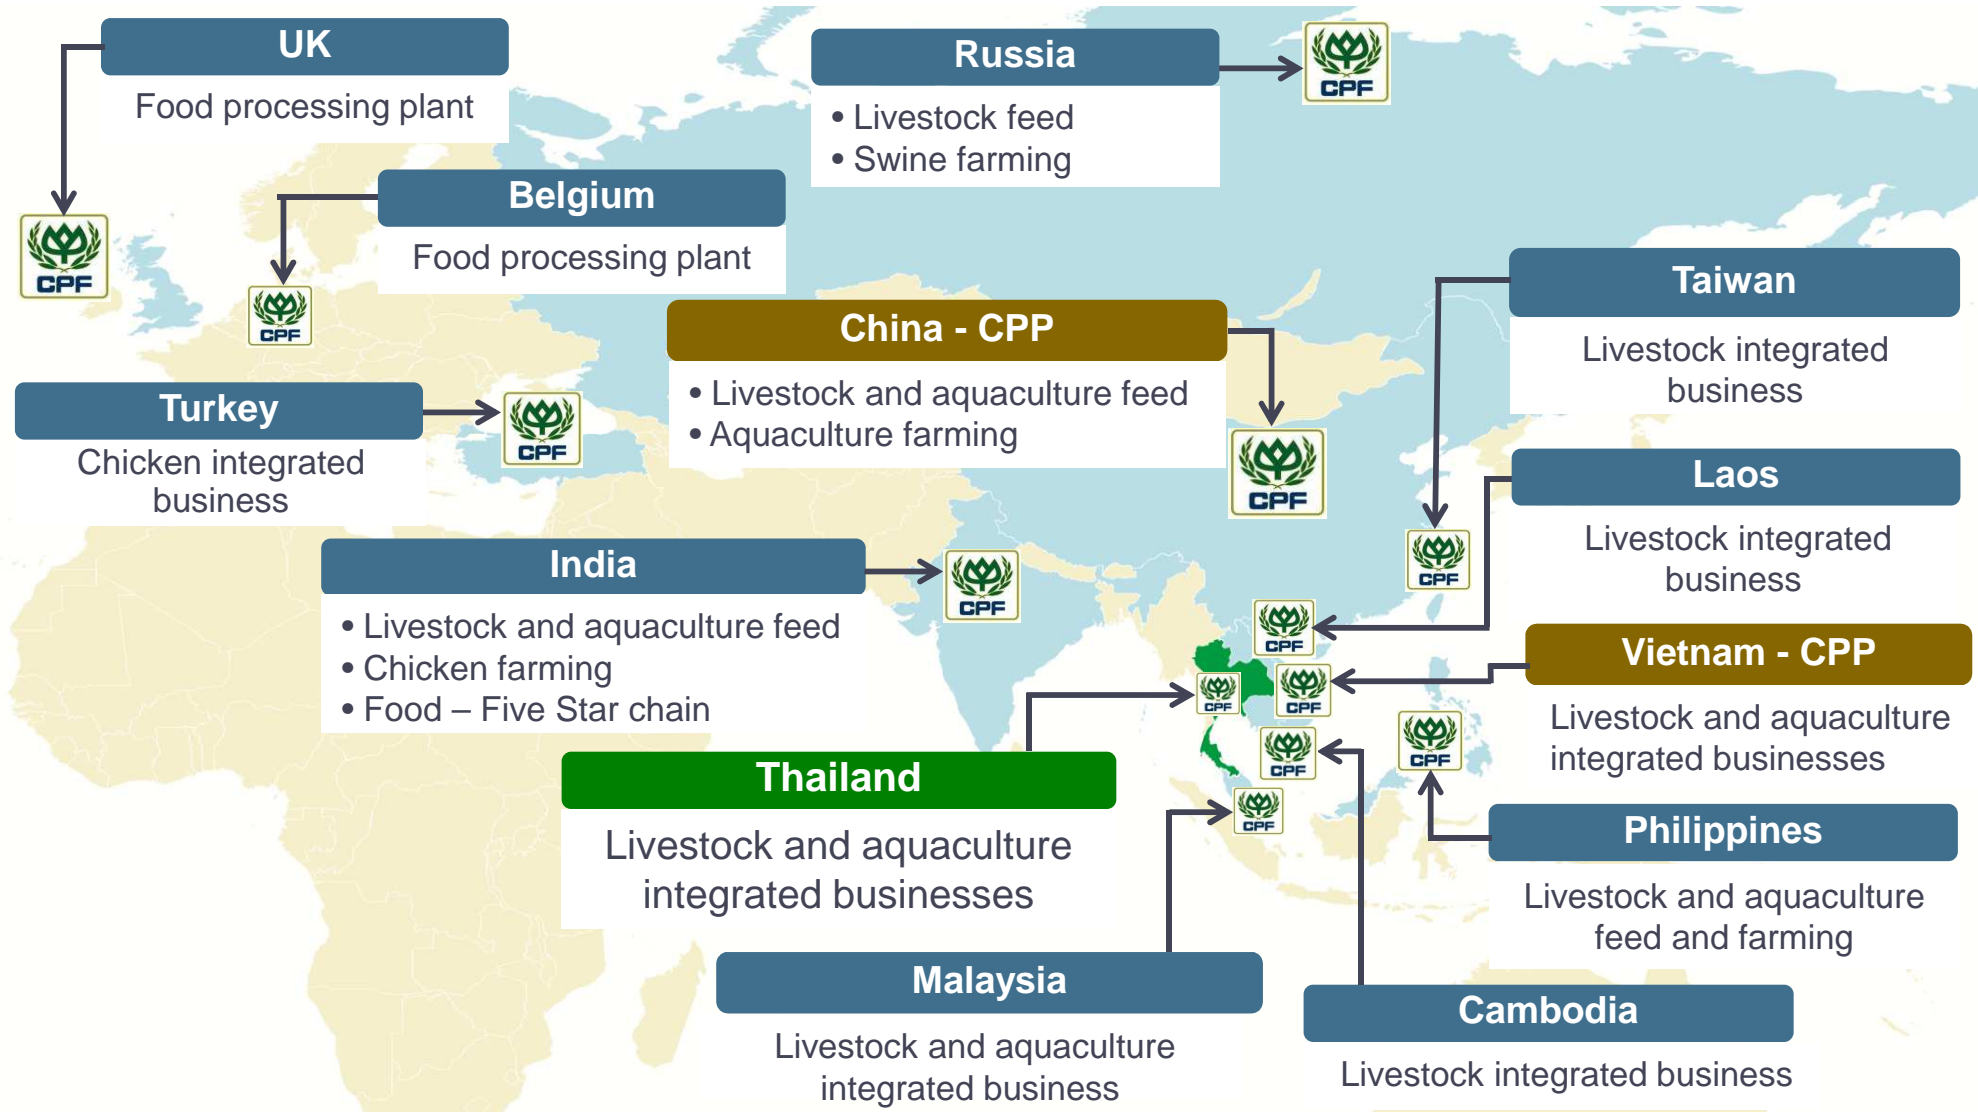 UK
Food processing plant
Russia
• Livestock feed
• Swine farming
CPF
Belgium
Food processing plant
CPF
CPF
Taiwan
Livestock integrated
business
China - CPP
• Livestock and aquaculture feed
• Aquaculture farming
CPF
Turkey
Chicken integrated
business
CPF
Laos
Livestock integrated
business
CPF
India
• Livestock and aquaculture feed
• Chicken farming
• Food – Five Star chain
CPF
CPF
Vietnam - CPP
Livestock and aquaculture
integrated businesses
CPF
CPF
Thailand
Livestock and aquaculture
integrated businesses
CPF
CPF
CPF
Philippines
Livestock and aquaculture
feed and farming
Malaysia
Livestock and aquaculture
integrated business
Cambodia
Livestock integrated business